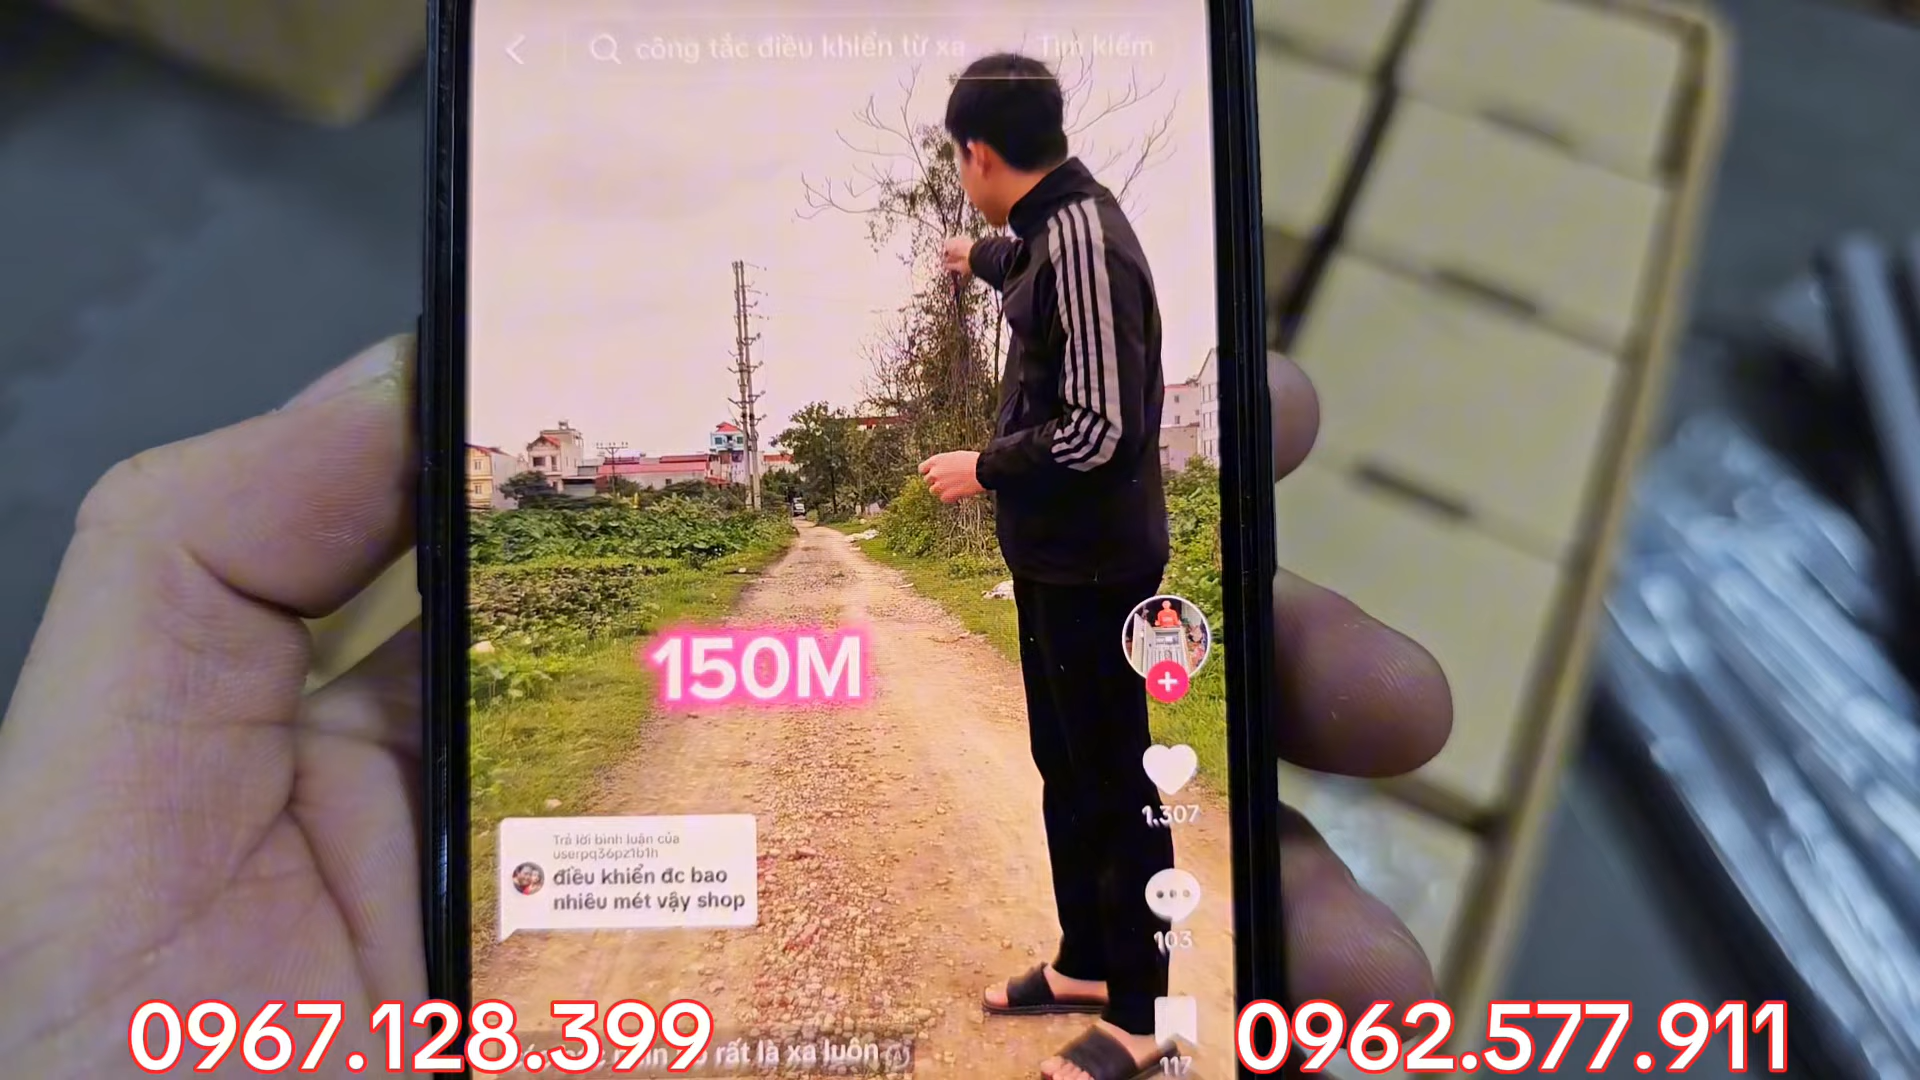 công tắc điều khiển từ xa
Tìm kiếm
150M
1.307
Trả lời bình luận của
userpq36pz1b1h
điều khiển đc bao
nhiêu mét vậy shop
103
rất là xa luôn
117
0967.128.399
0962.577.911